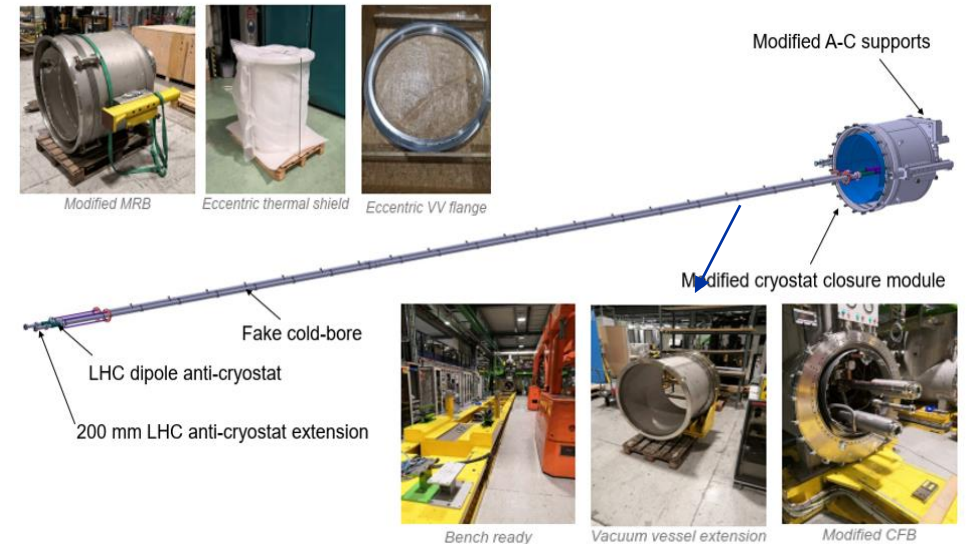 Modified A-C supports
Modified MRB
Eccentric thermal shield
Eccentric VV flange
Modified cryostat closure module
Fake cold-bore
LHC dipole anti-cryostat
200 mm LHC anti-cryostat extension
Bench ready
Vacuum vessel extension
Modified CFB